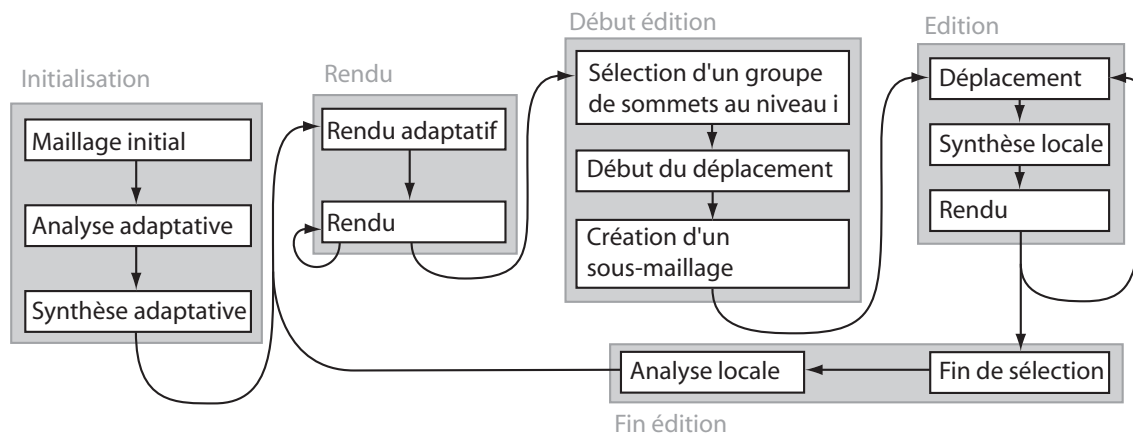 Initialisation
Maillage initial
Analyse adaptative
Synthèse adaptative
Rendu
Rendu adaptatif
Rendu
Début édition
Sélection d'un groupe
de sommets au niveau i
Début du déplacement
Création d'un
sous-maillage
Edition
Déplacement
Synthèse locale
Rendu
Analyse locale
Fin de sélection
Fin édition